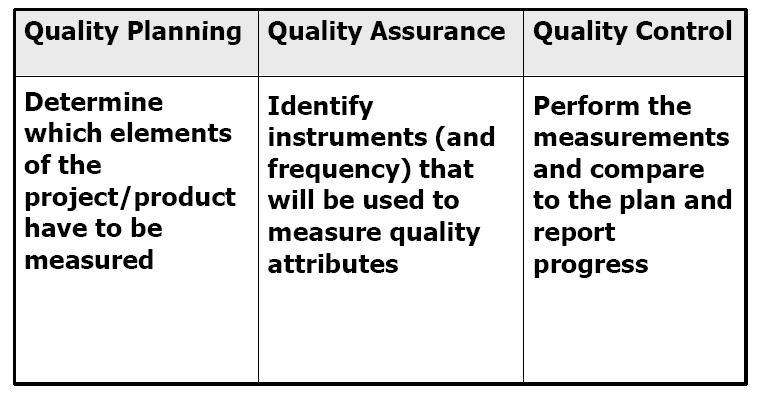 Quality Planning
Quality Assurance
Quality Control
Determine
which elements
of the
project/product
have to be
measured
Identify
instruments (and
frequency) that
will be used to
measure quality
attributes
Perform the
measurements
and compare
to the plan and
report
progress